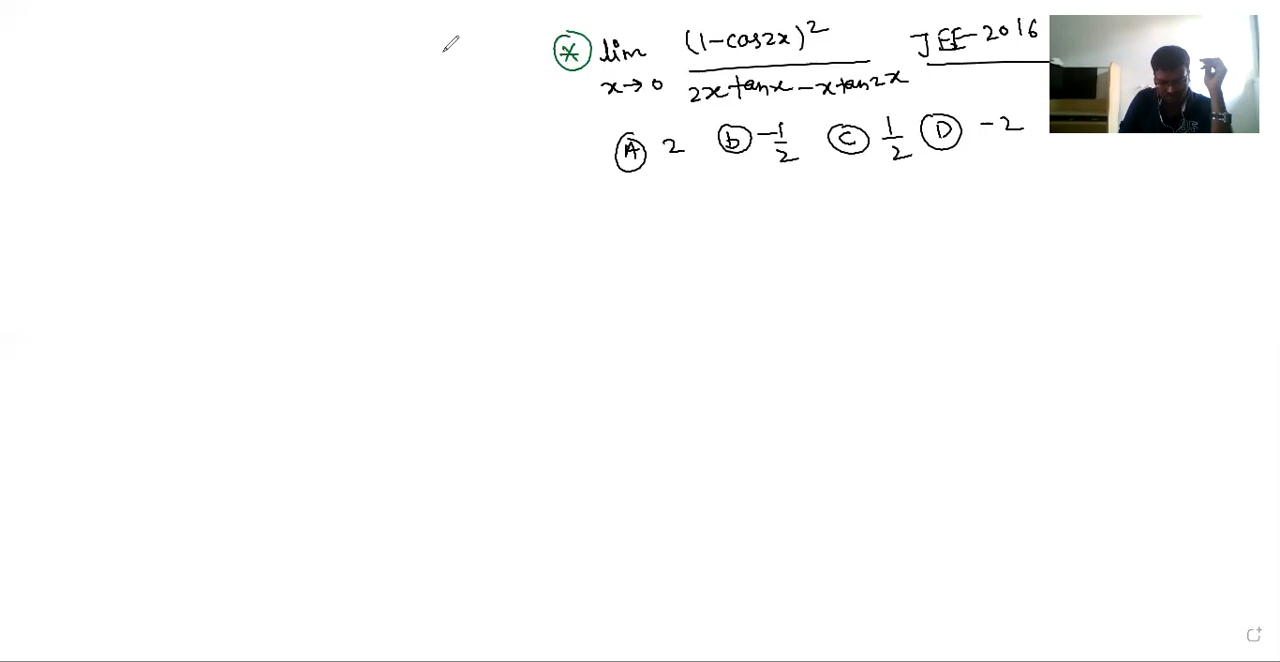 * lim (1-cos2x)² JEE-2016
x→0 2x tanx - x tan2x
A 2 b -1/2 C 1/2 D -2